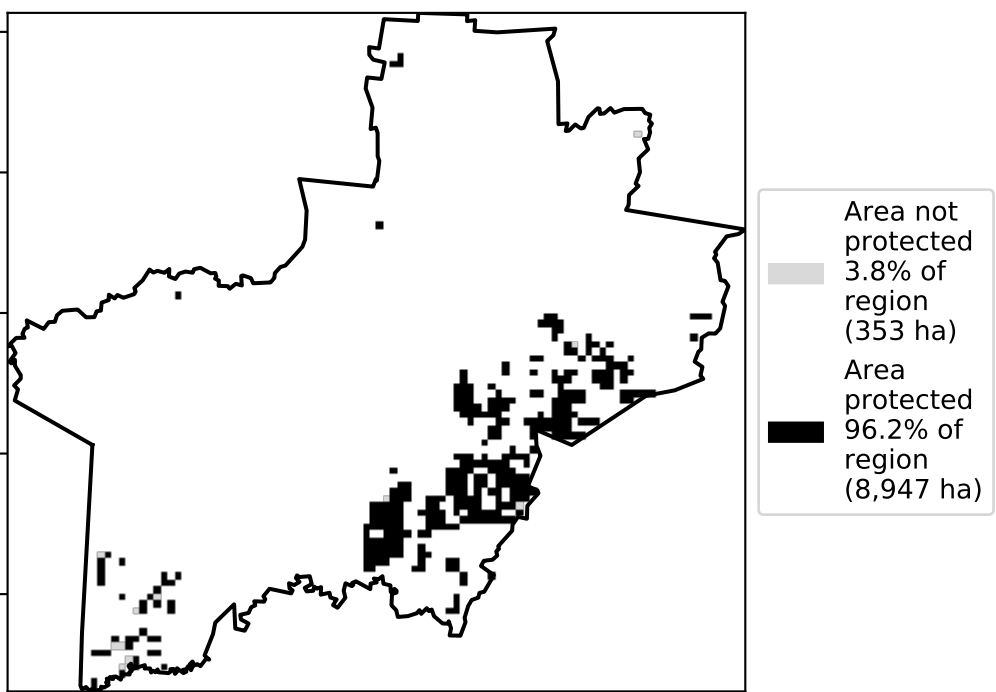 Area not
protected
3.8% of
region
(353 ha)
Area
protected
96.2% of
region
(8,947 ha)